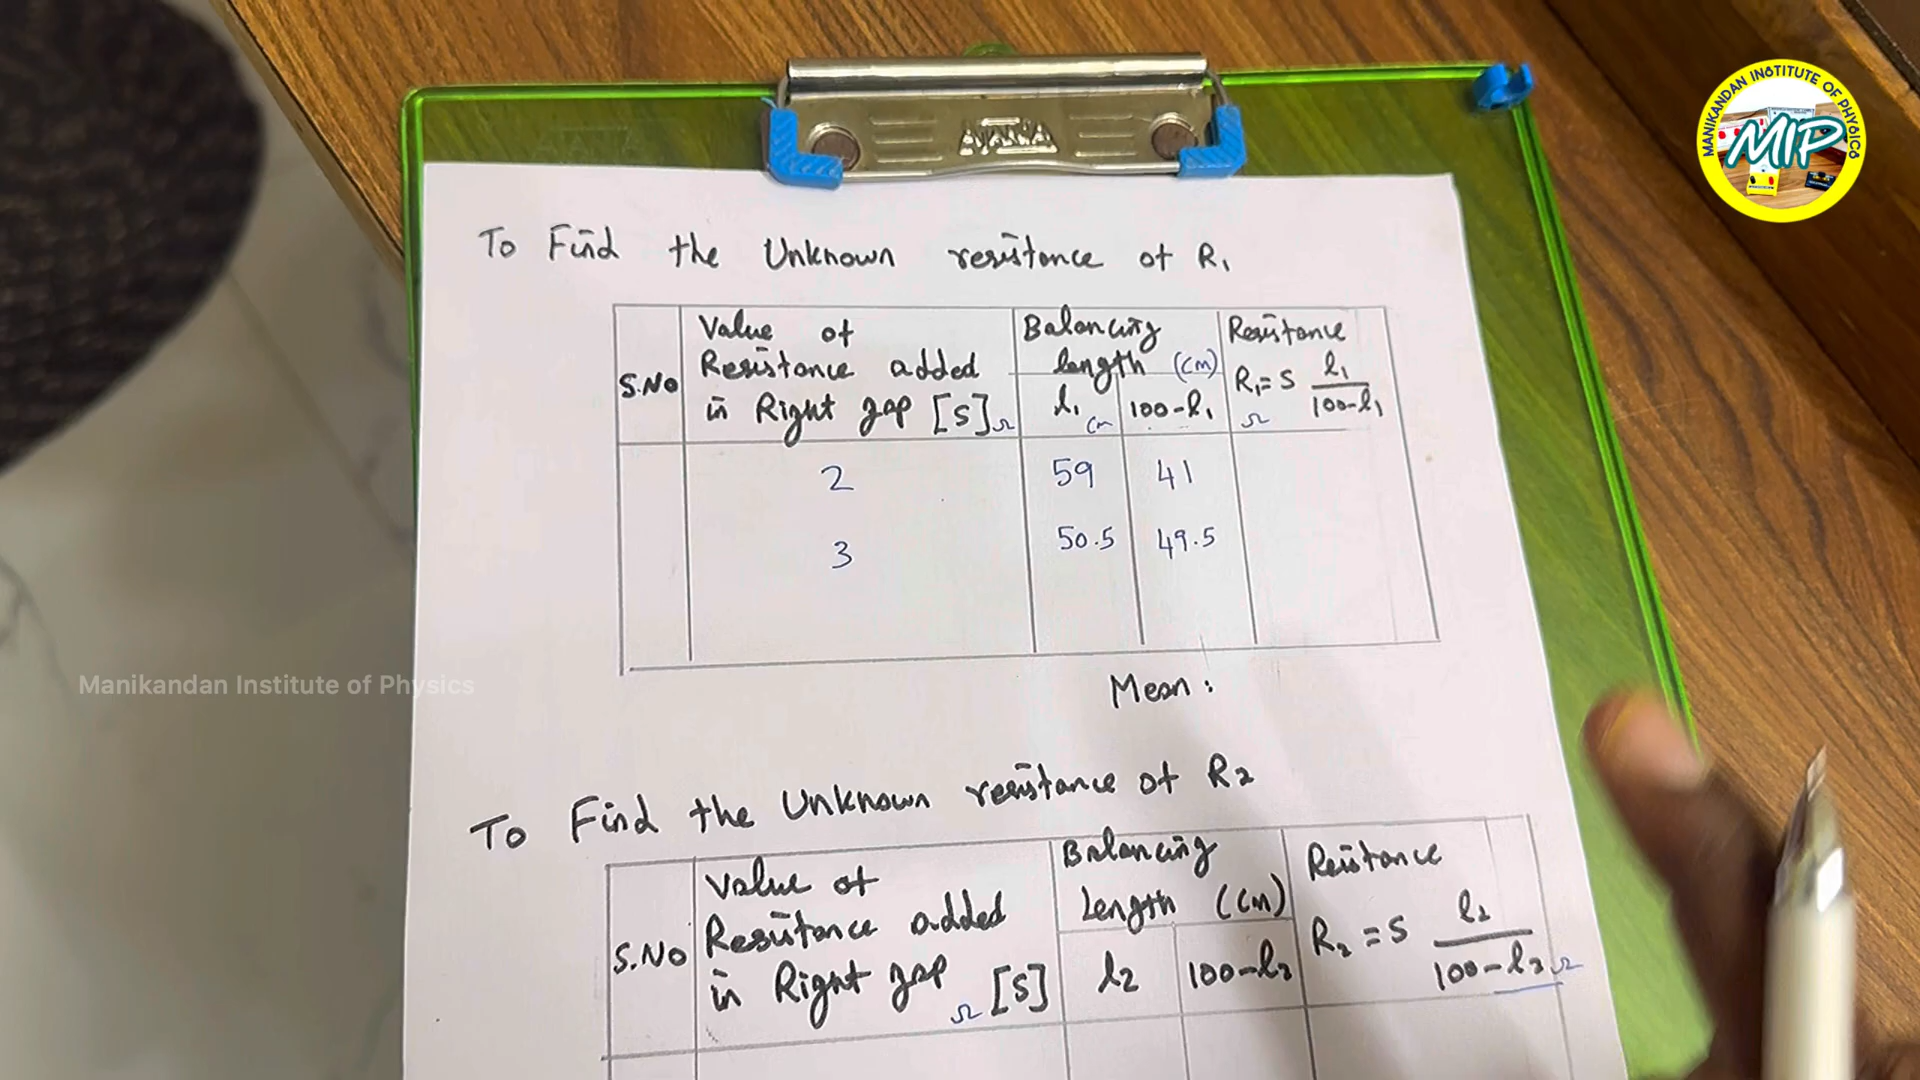 MANIKANDAN INSTITUTE OF PHYSICS
MIP
To Find the Unknown resistance of R₁
S.No
Value of
Resistance added
in Right gap [S]Ω
Balancing
length (cm)
l₁ cm
100-l₁
Resistance
R₁= S l₁/100-l₁
Ω
2 59 41
3 50.5 49.5
Manikandan Institute of Physics
Mean :
To Find the Unknown resistance of R₂
S.No
Value of
Resistance added
in Right gap Ω [S]
Balancing
Length (cm)
l₂
100-l₂
Resistance
R₂ = S l₂/100-l₂ Ω